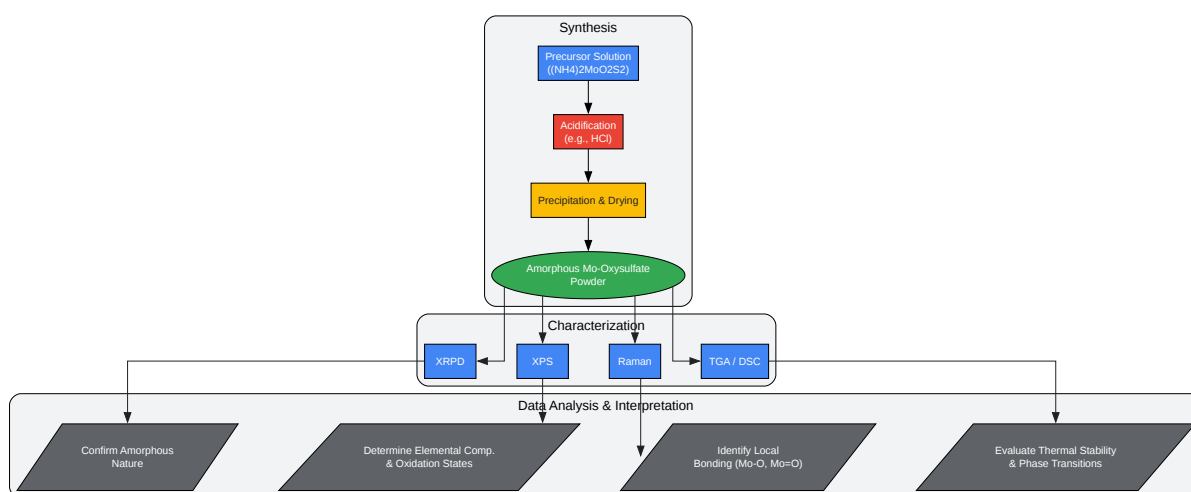 Synthesis
Precursor Solution
((NH4)2MoO2S2)
Acidification
(e.g., HCl)
Precipitation & Drying
Amorphous Mo-Oxysulfate
Powder
Characterization
XRPD
XPS
Raman
TGA / DSC
Data Analysis & Interpretation
Confirm Amorphous
Nature
Determine Elemental Comp.
& Oxidation States
Identify Local
Bonding (Mo-O, Mo=O)
Evaluate Thermal Stability
& Phase Transitions